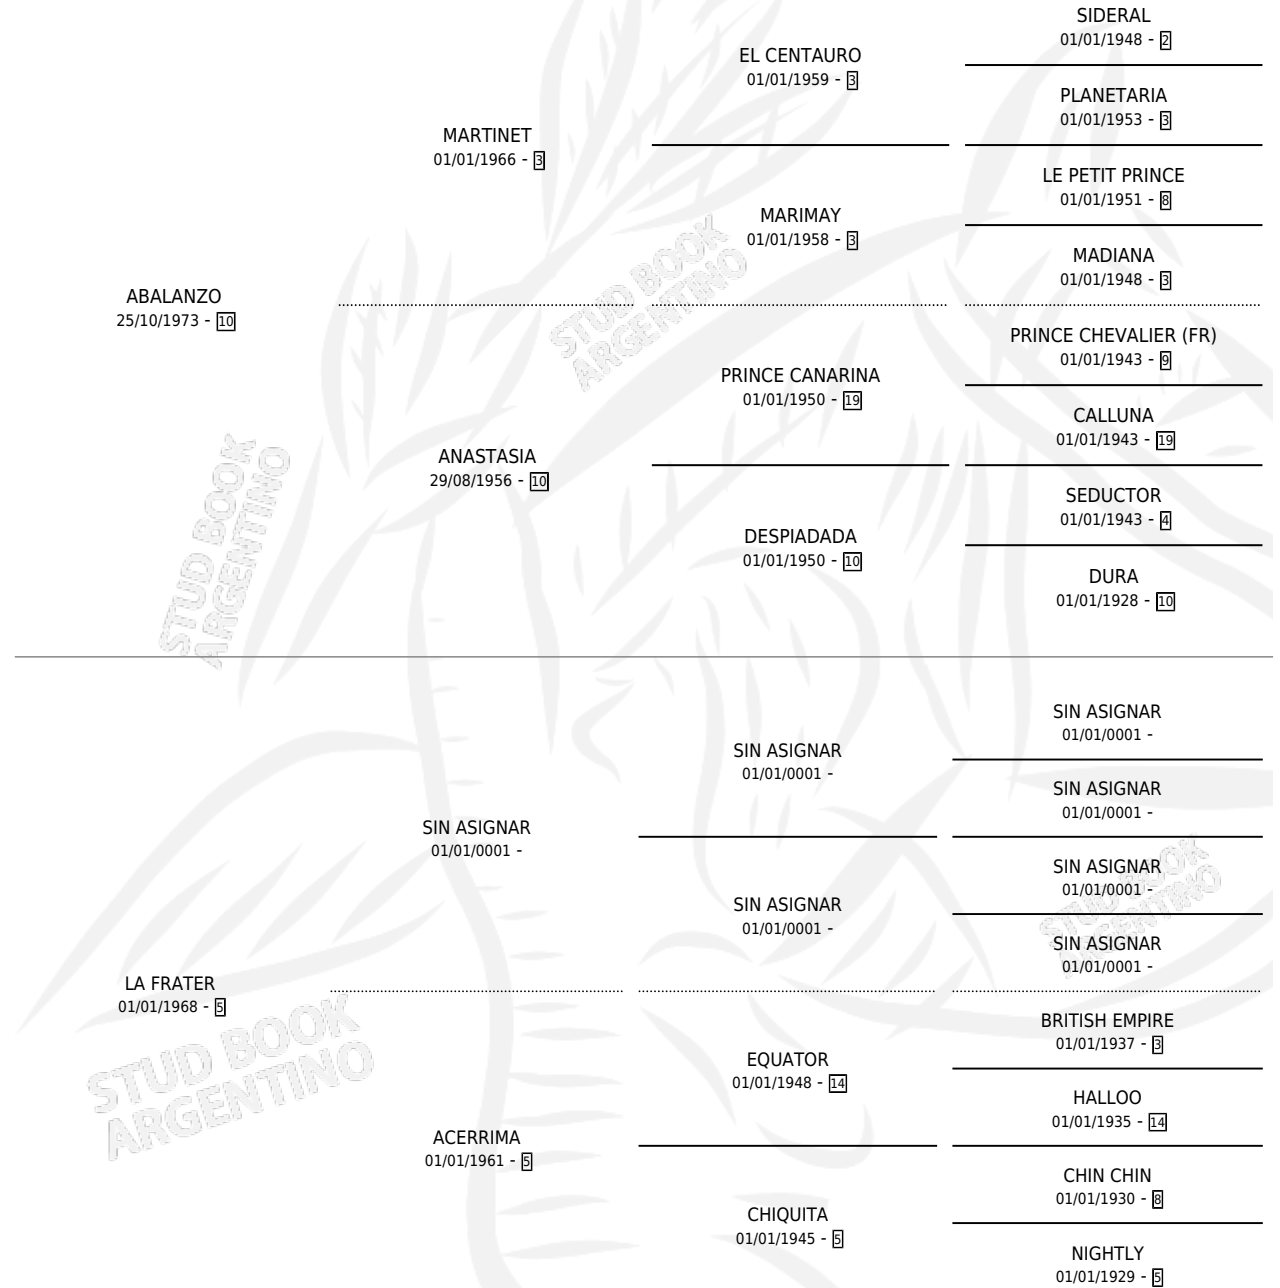 SIDERAL
01/01/1948 - 2
EL CENTAURO
01/01/1959 - 3
PLANETARIA
01/01/1953 - 3
MARTINET
01/01/1966 - 3
LE PETIT PRINCE
01/01/1951 - 8
MARIMAY
01/01/1958 - 3
MADIANA
01/01/1948 - 3
ABALANZO
25/10/1973 - 10
STUD BOOK
ARGENTINO
PRINCE CHEVALIER (FR)
01/01/1943 - 9
PRINCE CANARINA
01/01/1950 - 19
CALLUNA
01/01/1943 - 19
ANASTASIA
29/08/1956 - 10
SEDUCTOR
01/01/1943 - 4
DESPIADADA
01/01/1950 - 10
DURA
01/01/1928 - 10
STUD BOOK
ARGENTINO
SIN ASIGNAR
01/01/0001 -
SIN ASIGNAR
01/01/0001 -
SIN ASIGNAR
01/01/0001 -
SIN ASIGNAR
01/01/0001 -
SIN ASIGNAR
01/01/0001 -
SIN ASIGNAR
01/01/0001 -
SIN ASIGNAR
01/01/0001 -
STUD BOOK
ARGENTINO
LA FRATER
01/01/1968 - 5
BRITISH EMPIRE
01/01/1937 - 3
EQUATOR
01/01/1948 - 14
HALLOO
01/01/1935 - 14
STUD BOOK
ARGENTINO
ACERRIMA
01/01/1961 - 5
CHIN CHIN
01/01/1930 - 8
CHIQUITA
01/01/1945 - 5
NIGHTLY
01/01/1929 - 5